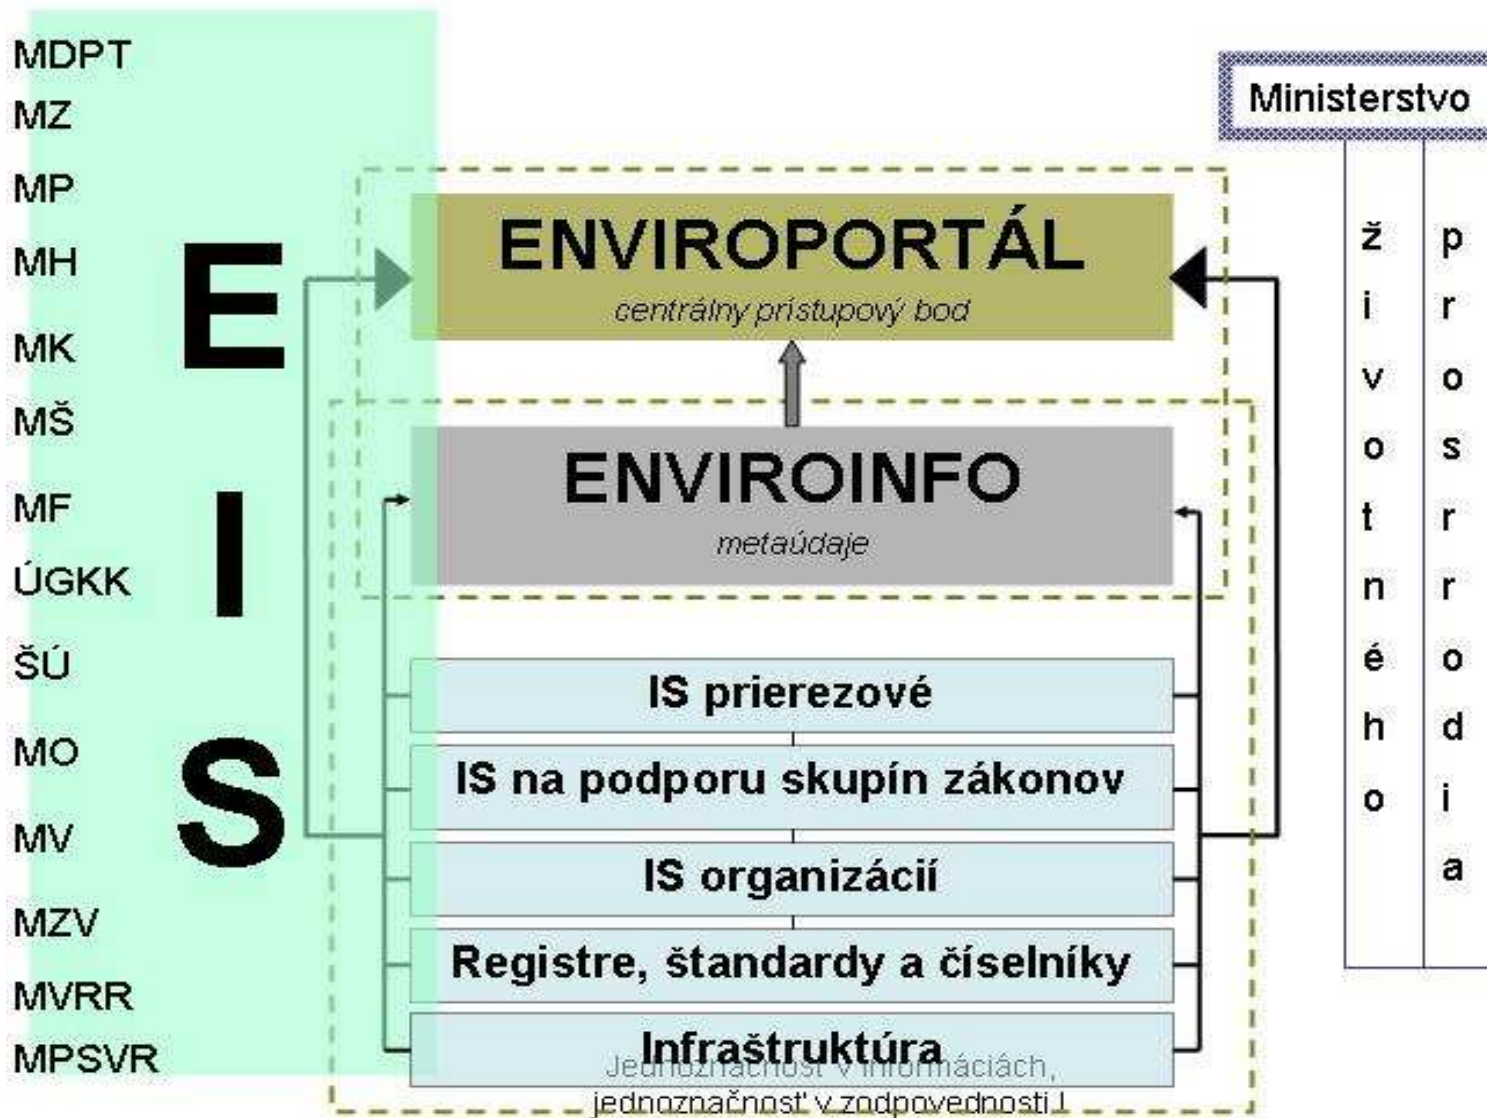 MDPT
MZ
MP
MH
MK
MŠ
MF
ÚGKK
ŠÚ
MO
MV
MZV
MVRR
MPSVR
E
I
S
ENVIROPORTÁL
centrálny prístupový bod
ENVIROINFO
metaúdaje
IS prierezové
IS na podporu skupín zákonov
IS organizácií
Registre, štandardy a číselníky
Infraštruktúra
Jednoznačnosť v informáciách,
jednoznačnosť v zodpovednosti !
Ministerstvo
ž
i
v
o
t
n
é
h
o
p
r
o
s
r
r
o
d
i
a